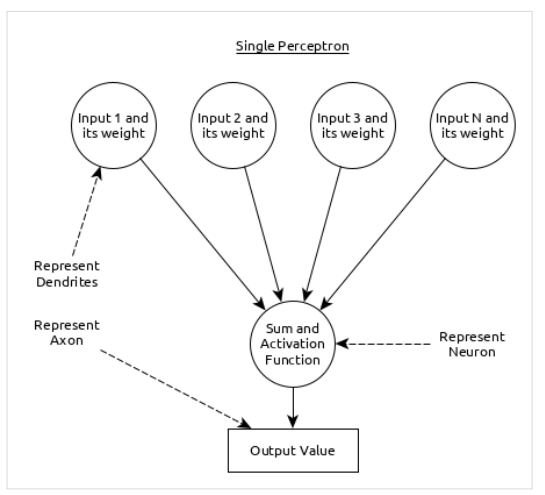 Single Perceptron
Input 1 and
its weight
Input 2 and
its weight
Input 3 and
its weight
Input N and
its weight
Represent
Dendrites
Represent
Axon
Sum and
Activation
Function
Represent
Neuron
Output Value